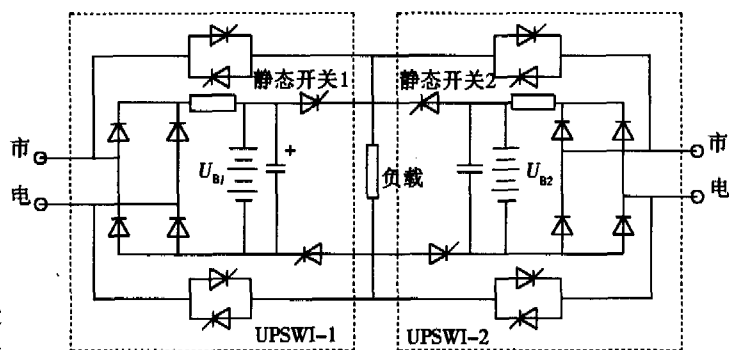 静态开关1
静态开关2
市
电
+
U_B1
负载
U_B2
市
电
UPSWI-1
UPSWI-2